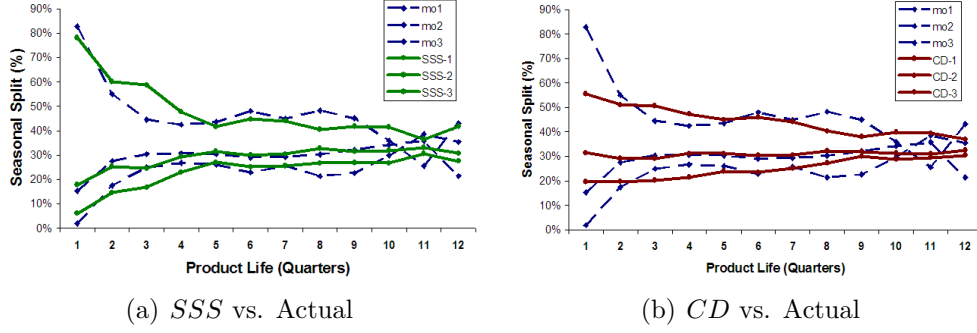 90%
80%
70%
60%
50%
40%
30%
20%
10%
0%
Seasonal Split (%)
1 2 3 4 5 6 7 8 9 10 11 12
Product Life (Quarters)
mo1
mo2
mo3
SSS-1
SSS-2
SSS-3
(a) SSS vs. Actual
90%
80%
70%
60%
50%
40%
30%
20%
10%
0%
Seasonal Split (%)
1 2 3 4 5 6 7 8 9 10 11 12
Product Life (Quarters)
mo1
mo2
mo3
CD-1
CD-2
CD-3
(b) CD vs. Actual